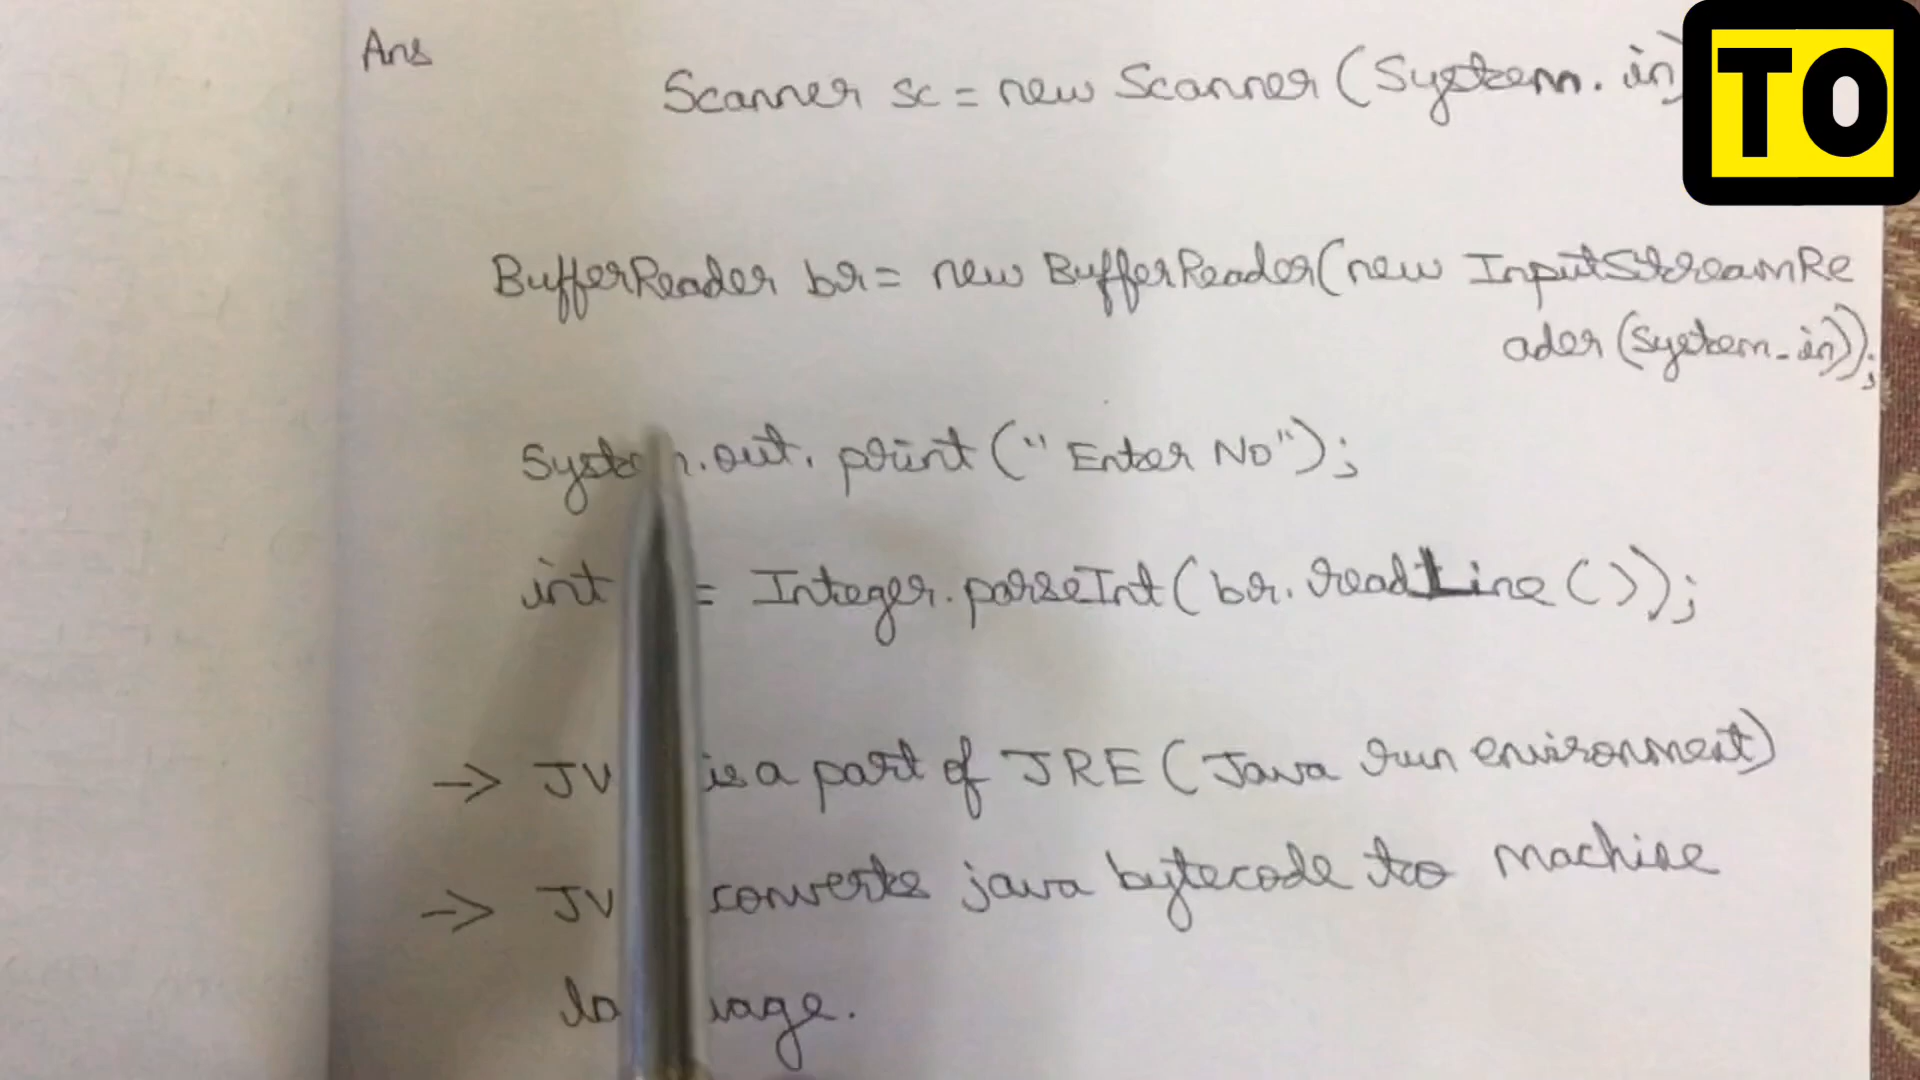 Ans
Scanner sc = new Scanner (System.in)
TO
BufferReader br = new BufferReader(new InputStreamRe
ader (System.in));
System.out.print ("Enter No");
int = Integer.parseInt (br.readLine ());
→ JV is a part of JRE (Java run environment)
→ JV converts java bytecode to machine
la uage.